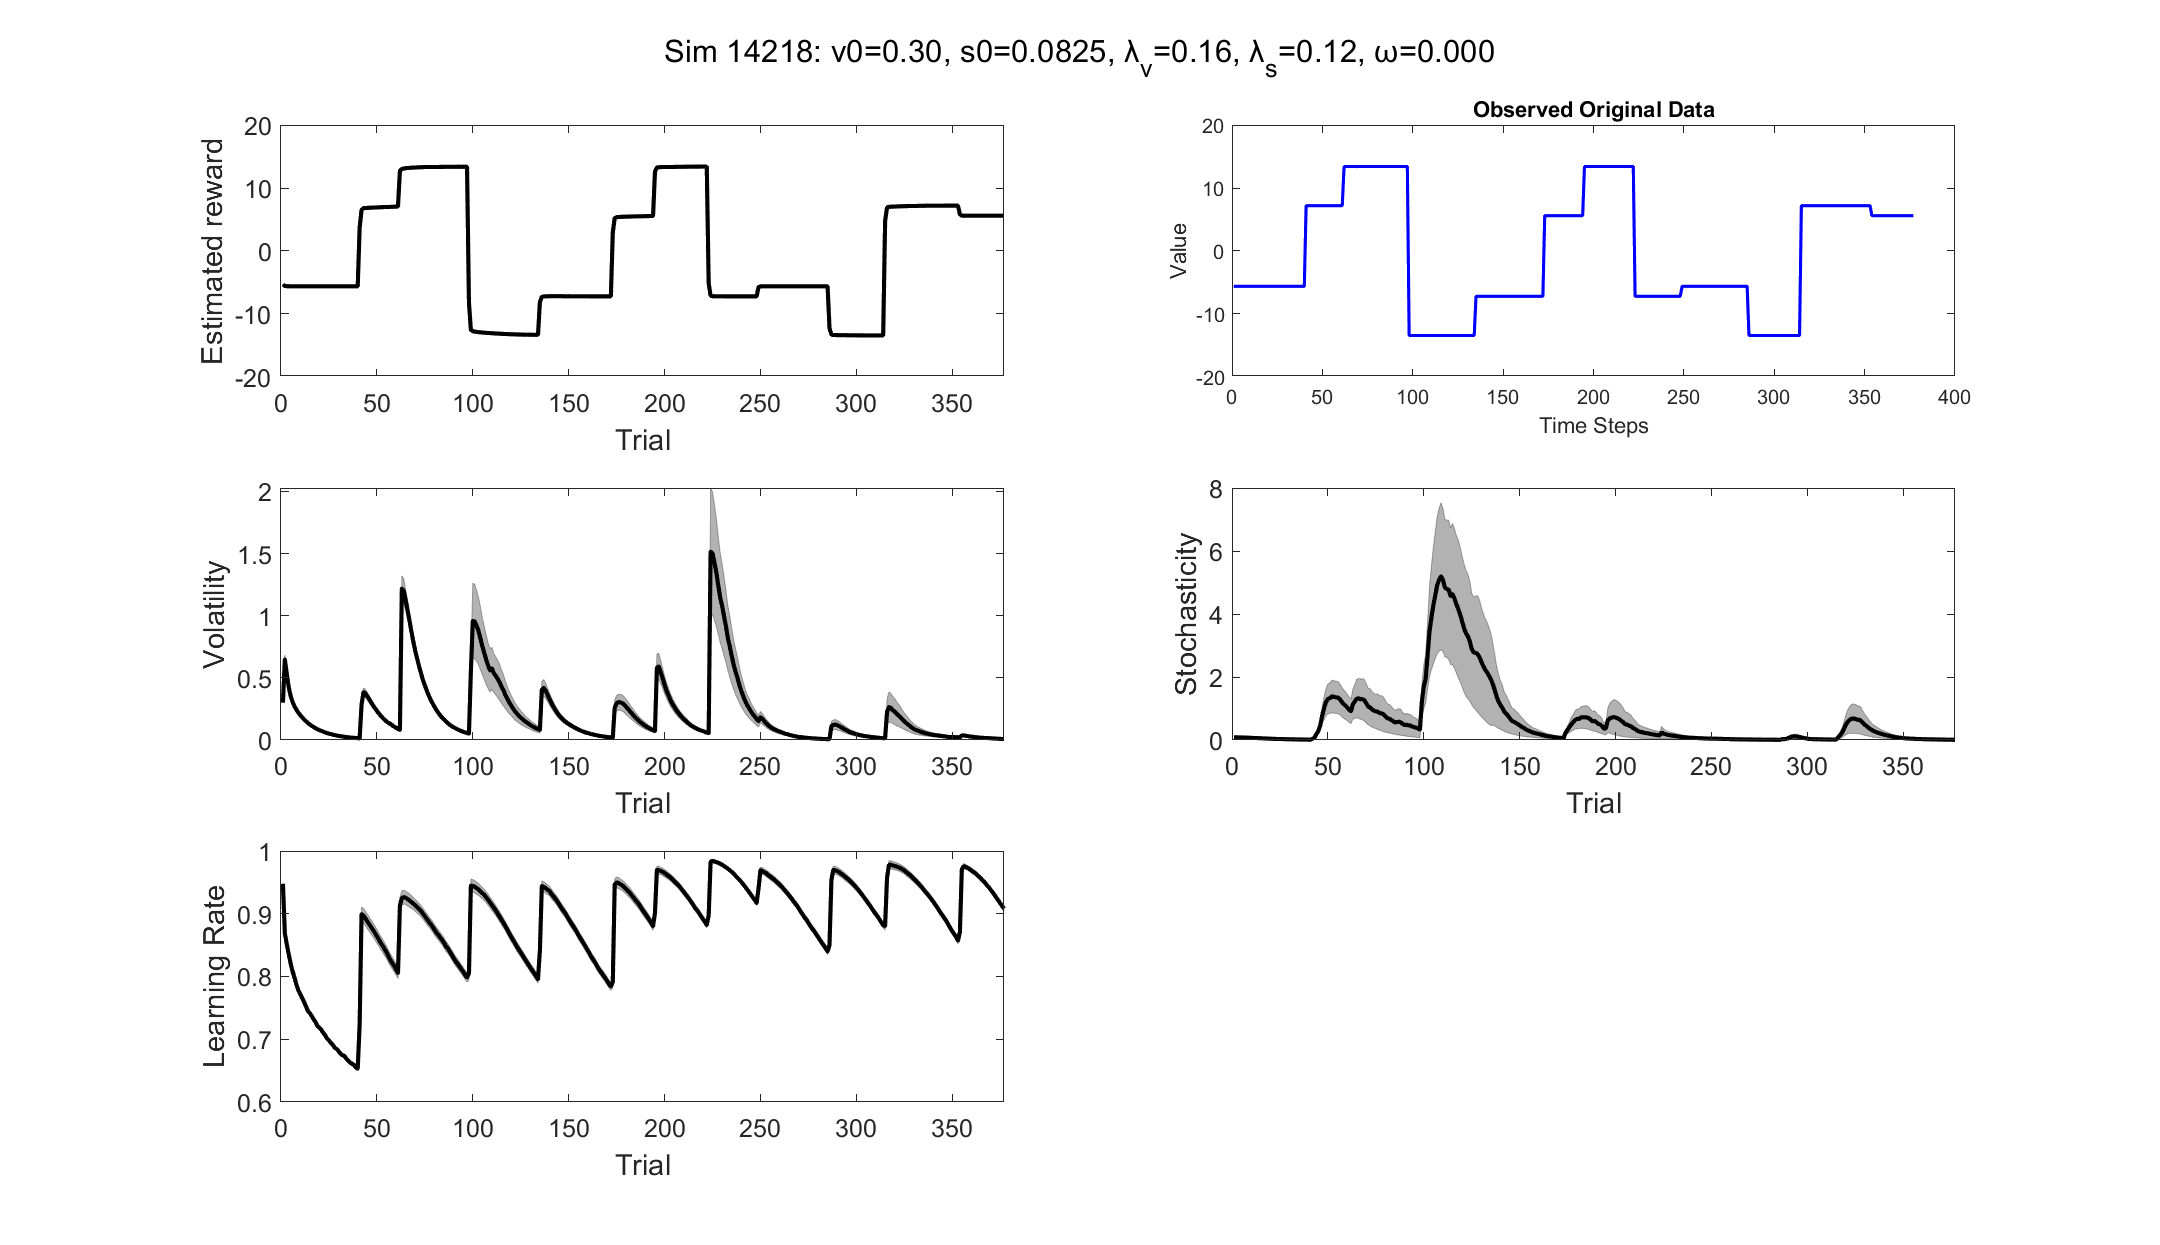 Sim 14218: v0=0.30, s0=0.0825, λv=0.16, λs=0.12, ω=0.000
Estimated reward
20
10
0
-10
-20
0 50 100 150 200 250 300 350
Trial
Observed Original Data
Value
20
10
0
-10
-20
0 50 100 150 200 250 300 350 400
Time Steps
Volatility
2
1.5
1
0.5
0
0 50 100 150 200 250 300 350
Trial
Stochasticity
8
6
4
2
0
0 50 100 150 200 250 300 350
Trial
Learning Rate
1
0.9
0.8
0.7
0.6
0 50 100 150 200 250 300 350
Trial